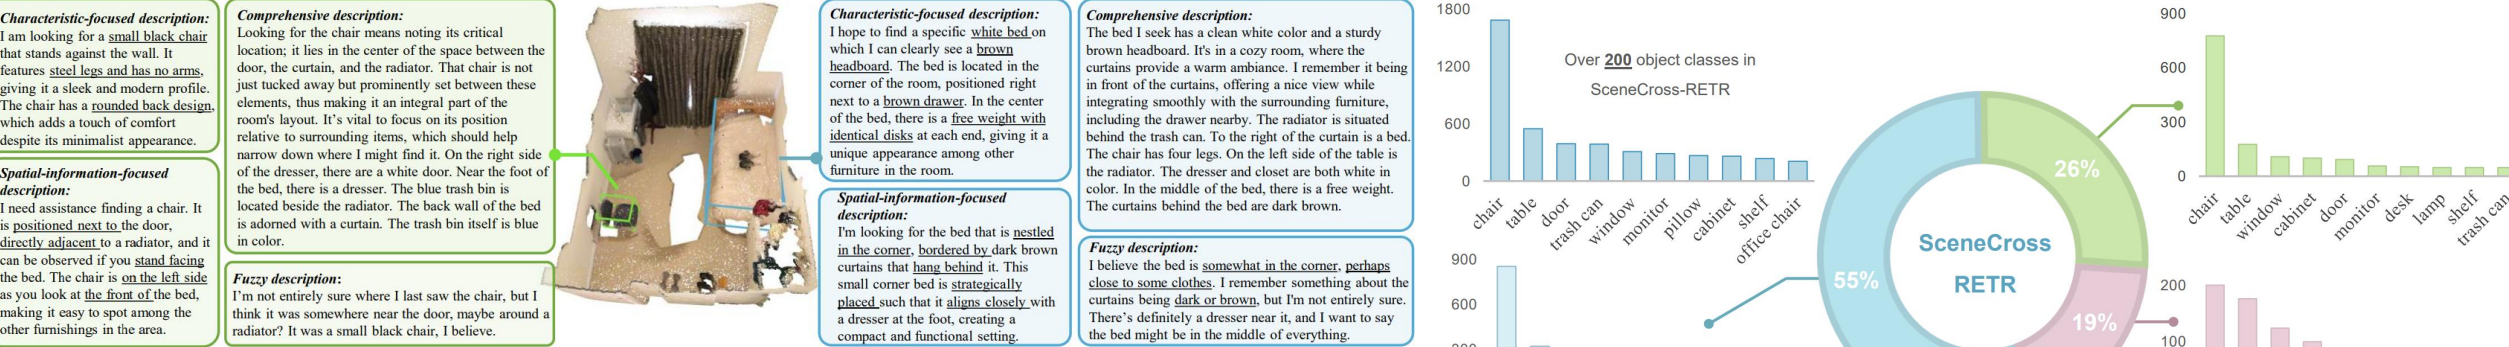 Characteristic-focused description:
I am looking for a small black chair
that stands against the wall. It
features steel legs and has no arms,
giving it a sleek and modern profile.
The chair has a rounded back design,
which adds a touch of comfort
despite its minimalist appearance.
Spatial-information-focused
description:
I need assistance finding a chair. It
is positioned next to the door,
directly adjacent to a radiator, and it
can be observed if you stand facing
the bed. The chair is on the left side
as you look at the front of the bed,
making it easy to spot among the
other furnishings in the area.
Comprehensive description:
Looking for the chair means noting its critical
location; it lies in the center of the space between the
door, the curtain, and the radiator. That chair is not
just tucked away but prominently set between these
elements, thus making it an integral part of the
room's layout. It's vital to focus on its position
relative to surrounding items, which should help
narrow down where I might find it. On the right side
of the dresser, there are a white door. Near the foot of
the bed, there is a dresser. The blue trash bin is
located beside the radiator. The back wall of the bed
is adorned with a curtain. The trash bin itself is blue
in color.
Fuzzy description:
I'm not entirely sure where I last saw the chair, but I
think it was somewhere near the door, maybe around a
radiator? It was a small black chair, I believe.
Characteristic-focused description:
I hope to find a specific white bed on
which I can clearly see a brown
headboard. The bed is located in the
corner of the room, positioned right
next to a brown drawer. In the center
of the bed, there is a free weight with
identical disks at each end, giving it a
unique appearance among other
furniture in the room.
Spatial-information-focused
description:
I'm looking for the bed that is nestled
in the corner, bordered by dark brown
curtains that hang behind it. This
small corner bed is strategically
placed such that it aligns closely with
a dresser at the foot, creating a
compact and functional setting.
Comprehensive description:
The bed I seek has a clean white color and a sturdy
brown headboard. It's in a cozy room, where the
curtains provide a warm ambiance. I remember it being
in front of the curtains, offering a nice view while
integrating smoothly with the surrounding furniture,
including the drawer nearby. The radiator is situated
behind the trash can. To the right of the curtain is a bed.
The chair has four legs. On the left side of the table is
the radiator. The dresser and closet are both white in
color. In the middle of the bed, there is a free weight.
The curtains behind the bed are dark brown.
Fuzzy description:
I believe the bed is somewhat in the corner, perhaps
close to some clothes. I remember something about the
curtains being dark or brown, but I'm not entirely sure.
There's definitely a dresser near it, and I want to say
the bed might be in the middle of everything.
1800
1200
600
0
Over 200 object classes in
SceneCross-RETR
chair
table
door
trash can
window
monitor
pillow
cabinet
shelf
office chair
900
600
55%
26%
19%
SceneCross
RETR
900
600
300
0
chair
table
window
cabinet
door
monitor
desk
lamp
shelf
trash can
200
100